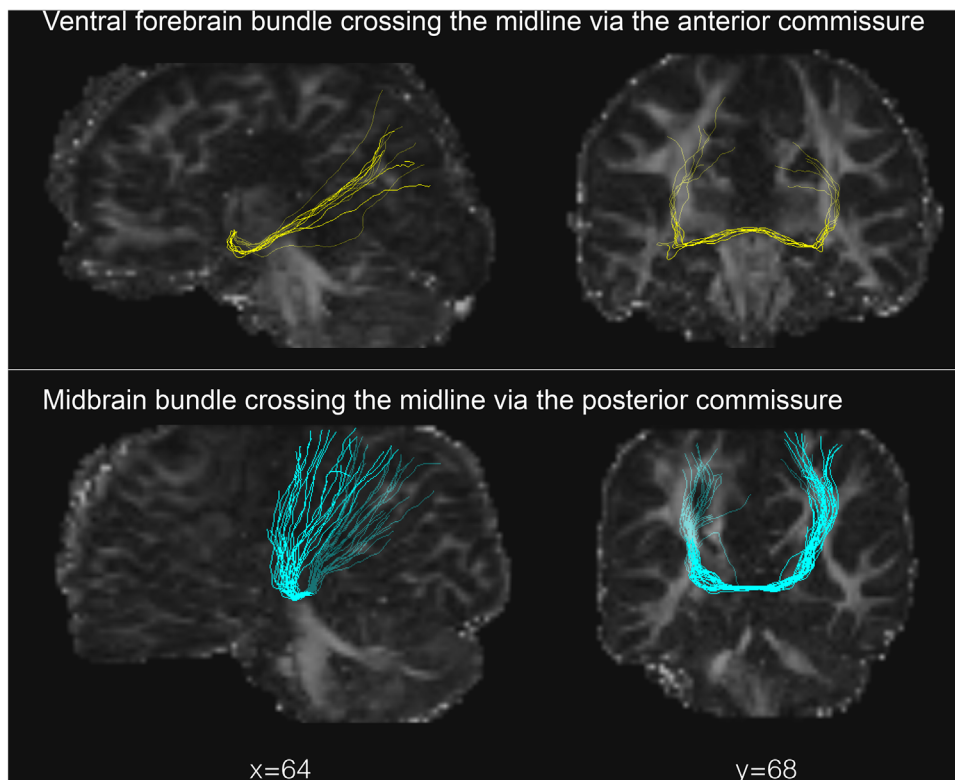 Ventral forebrain bundle crossing the midline via the anterior commissure
Midbrain bundle crossing the midline via the posterior commissure
x=64 y=68